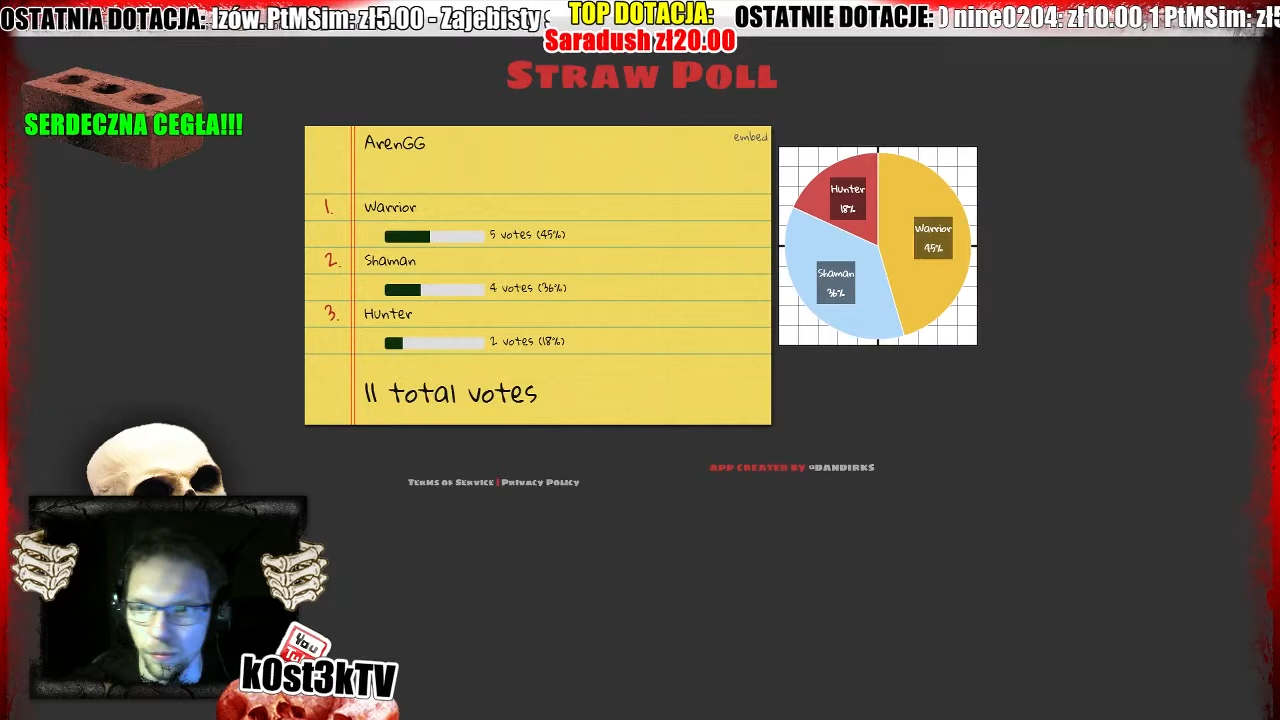 OSTATNIA DOTACJA: lzów. PtMSim: zł5.00 - Zajebisty s
TOP DOTACJA:
Saradush zł20.00
OSTATNIE DOTACJE: nine0204: zł10.00, 1 PtMSim: zł5
STRAW POLL
SERDECZNA CEGŁA!!!
ArenGG
embed
1. Warrior
5 votes (45%)
2. Shaman
4 votes (36%)
3. Hunter
2 votes (18%)
11 total votes
Hunter
18%
Warrior
45%
Shaman
36%
APP CREATED BY @DANDIRKS
TERMS OF SERVICE | PRIVACY POLICY
You
Tube
k0st3kTV